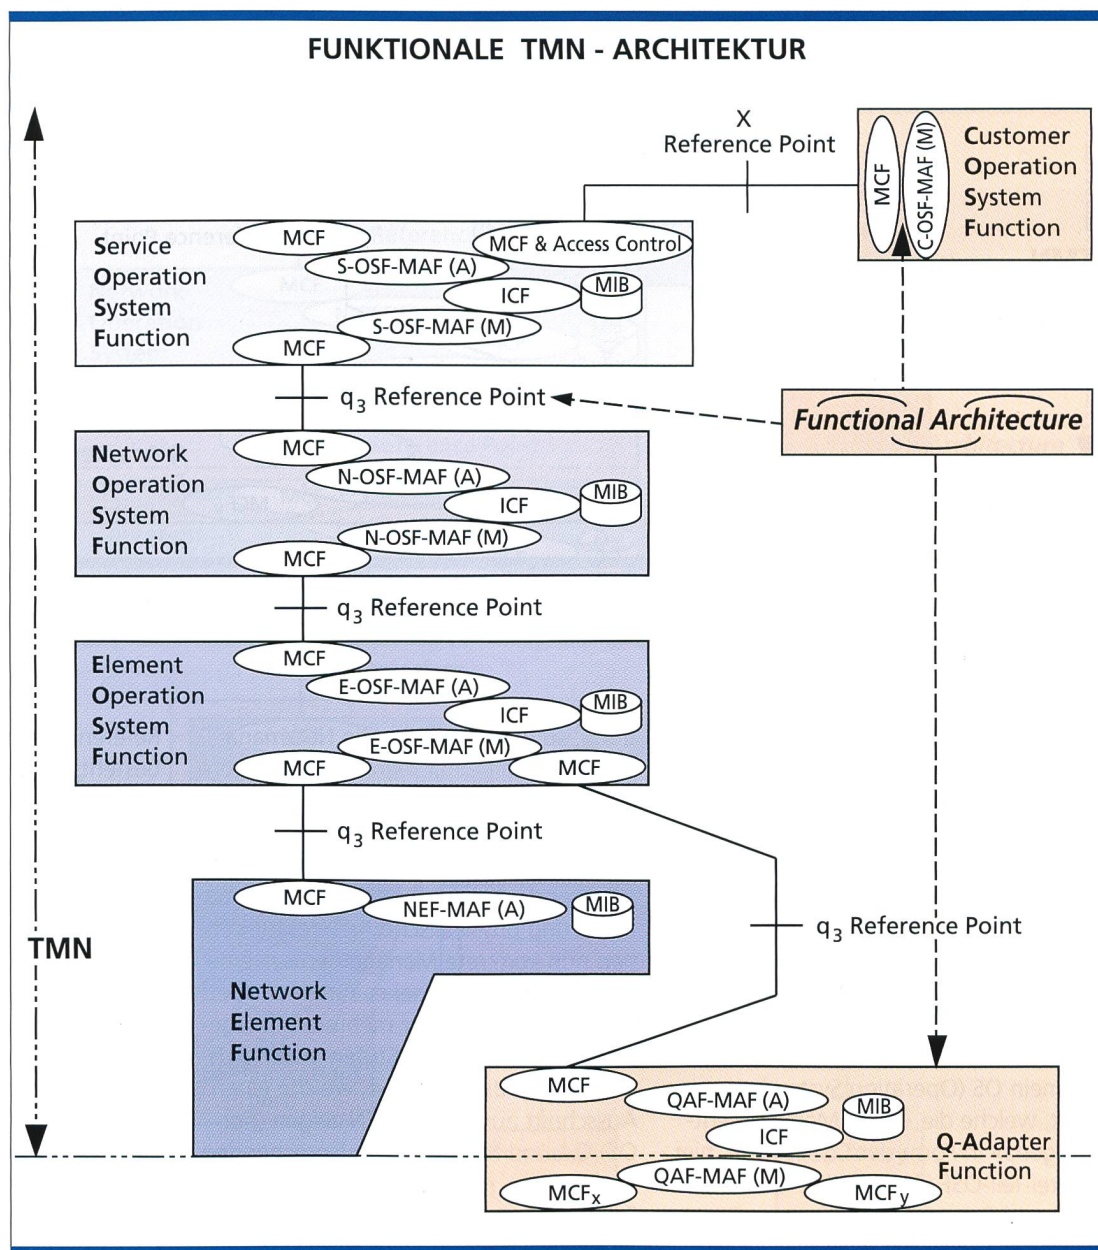 FUNKTIONALE TMN - ARCHITEKTUR
X
Reference Point
MCF
C-OSF-MAF (M)
Customer
Operation
System
Function
Service
Operation
System
Function
MCF
MCF & Access Control
S-OSF-MAF (A)
ICF
MIB
S-OSF-MAF (M)
MCF
q3 Reference Point
Functional Architecture
Network
Operation
System
Function
MCF
N-OSF-MAF (A)
ICF
MIB
N-OSF-MAF (M)
MCF
q3 Reference Point
Element
Operation
System
Function
MCF
E-OSF-MAF (A)
ICF
MIB
E-OSF-MAF (M)
MCF
MCF
q3 Reference Point
MCF
NEF-MAF (A)
MIB
q3 Reference Point
TMN
Network
Element
Function
MCF
QAF-MAF (A)
MIB
ICF
Q-Adapter
Function
QAF-MAF (M)
MCFx
MCFy